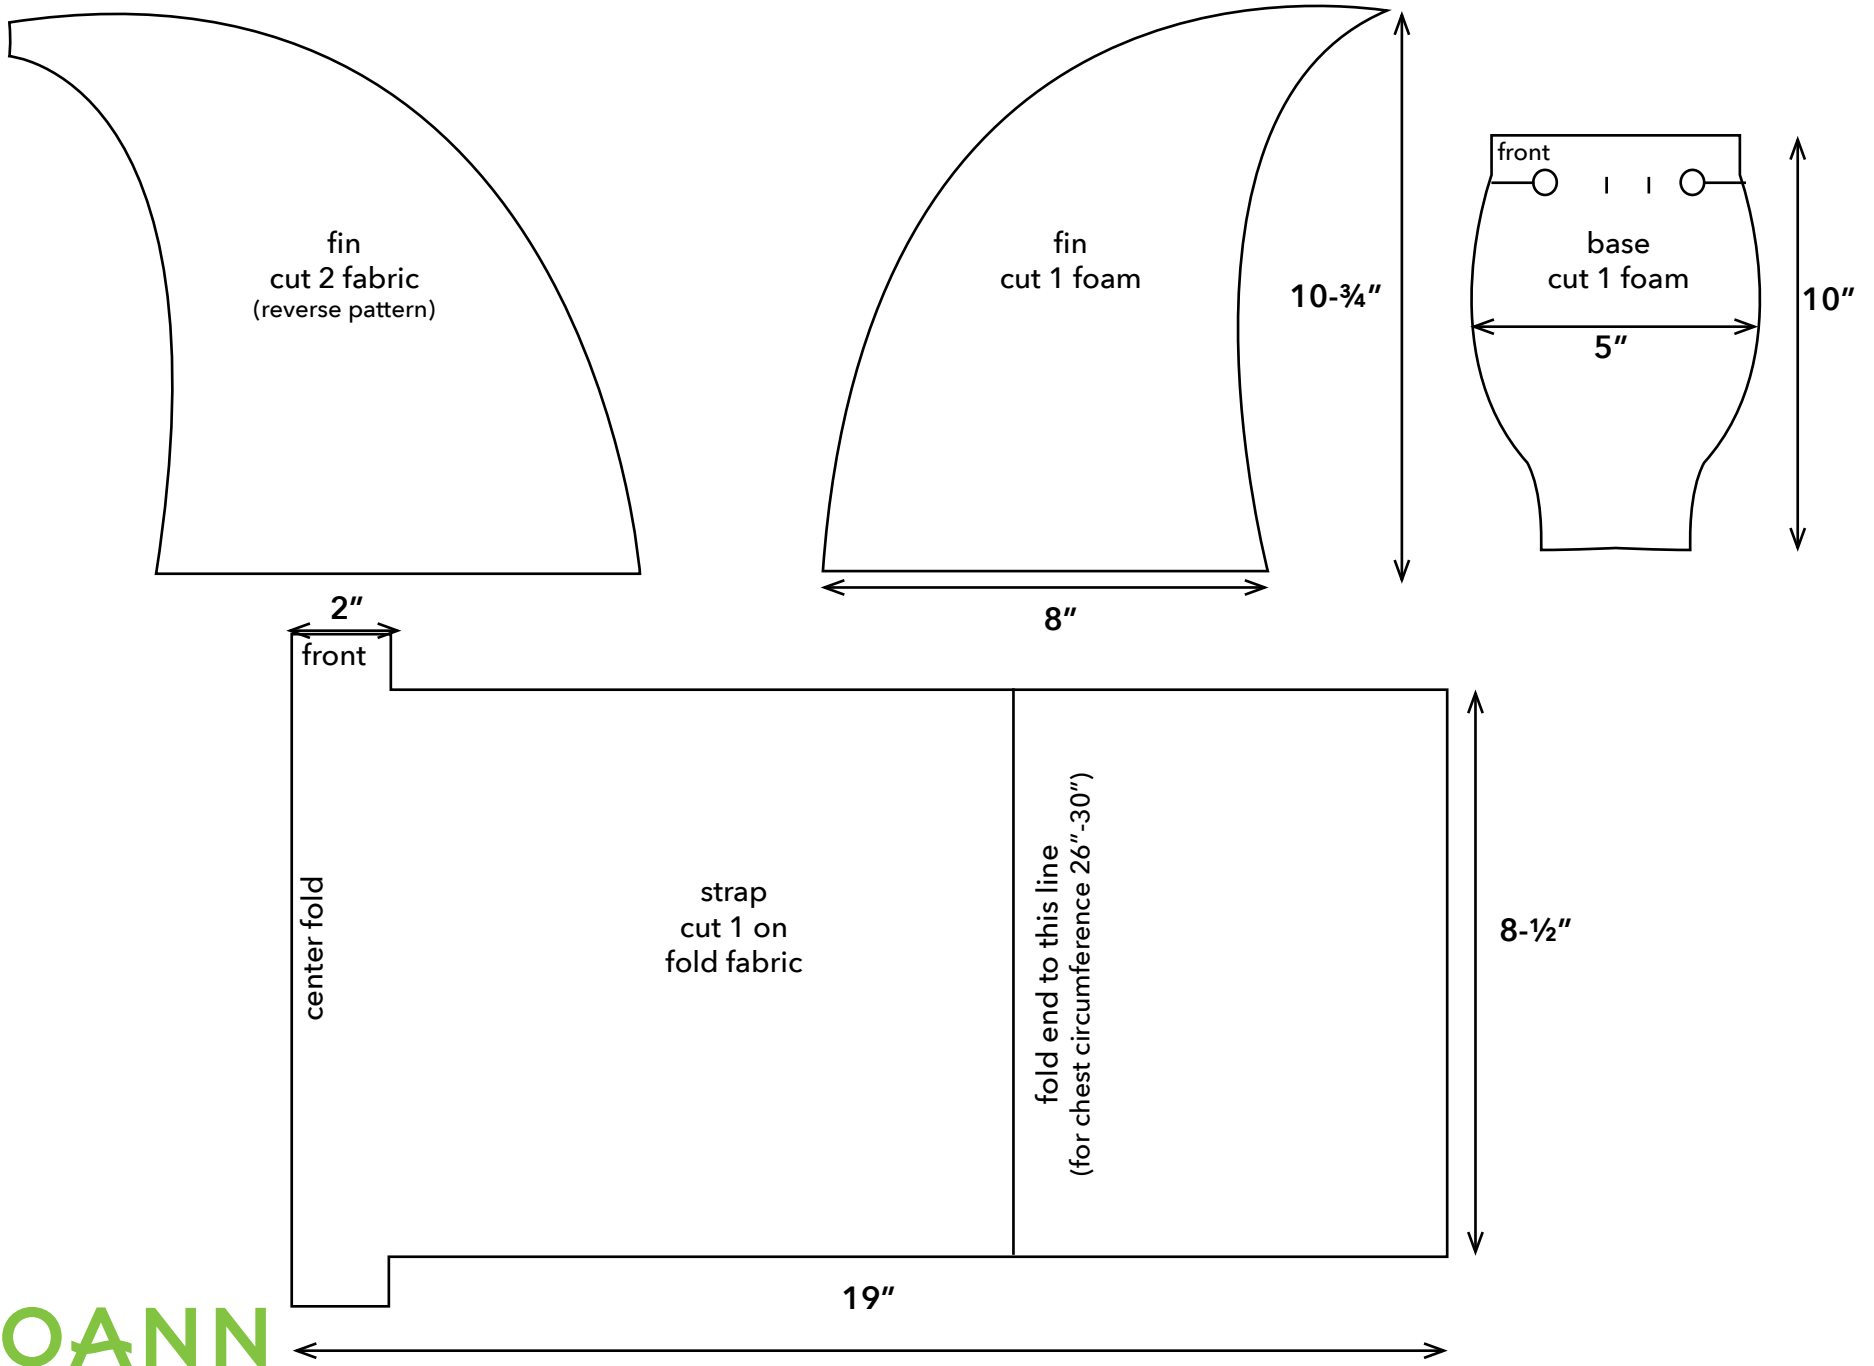 fin
cut 2 fabric
(reverse pattern)
fin
cut 1 foam
10-¾"
8"
front
base
cut 1 foam
5"
10"
2"
front
center fold
strap
cut 1 on
fold fabric
fold end to this line
(for chest circumference 26"-30")
8-½"
19"
OANN